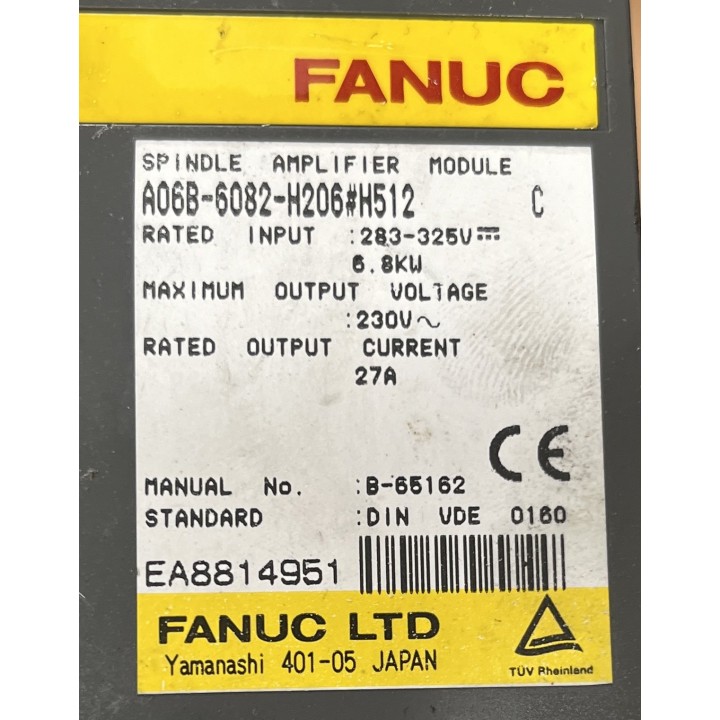 FANUC
SPINDLE AMPLIFIER MODULE
A06B-6082-H206#H512 C
RATED INPUT :283-325V⎓
6.8KW
MAXIMUM OUTPUT VOLTAGE
:230V∿
RATED OUTPUT CURRENT
27A
CE
MANUAL No. :B-65162
STANDARD :DIN VDE 0160
EA8814951
FANUC LTD
Yamanashi 401-05 JAPAN
TÜV Rheinland